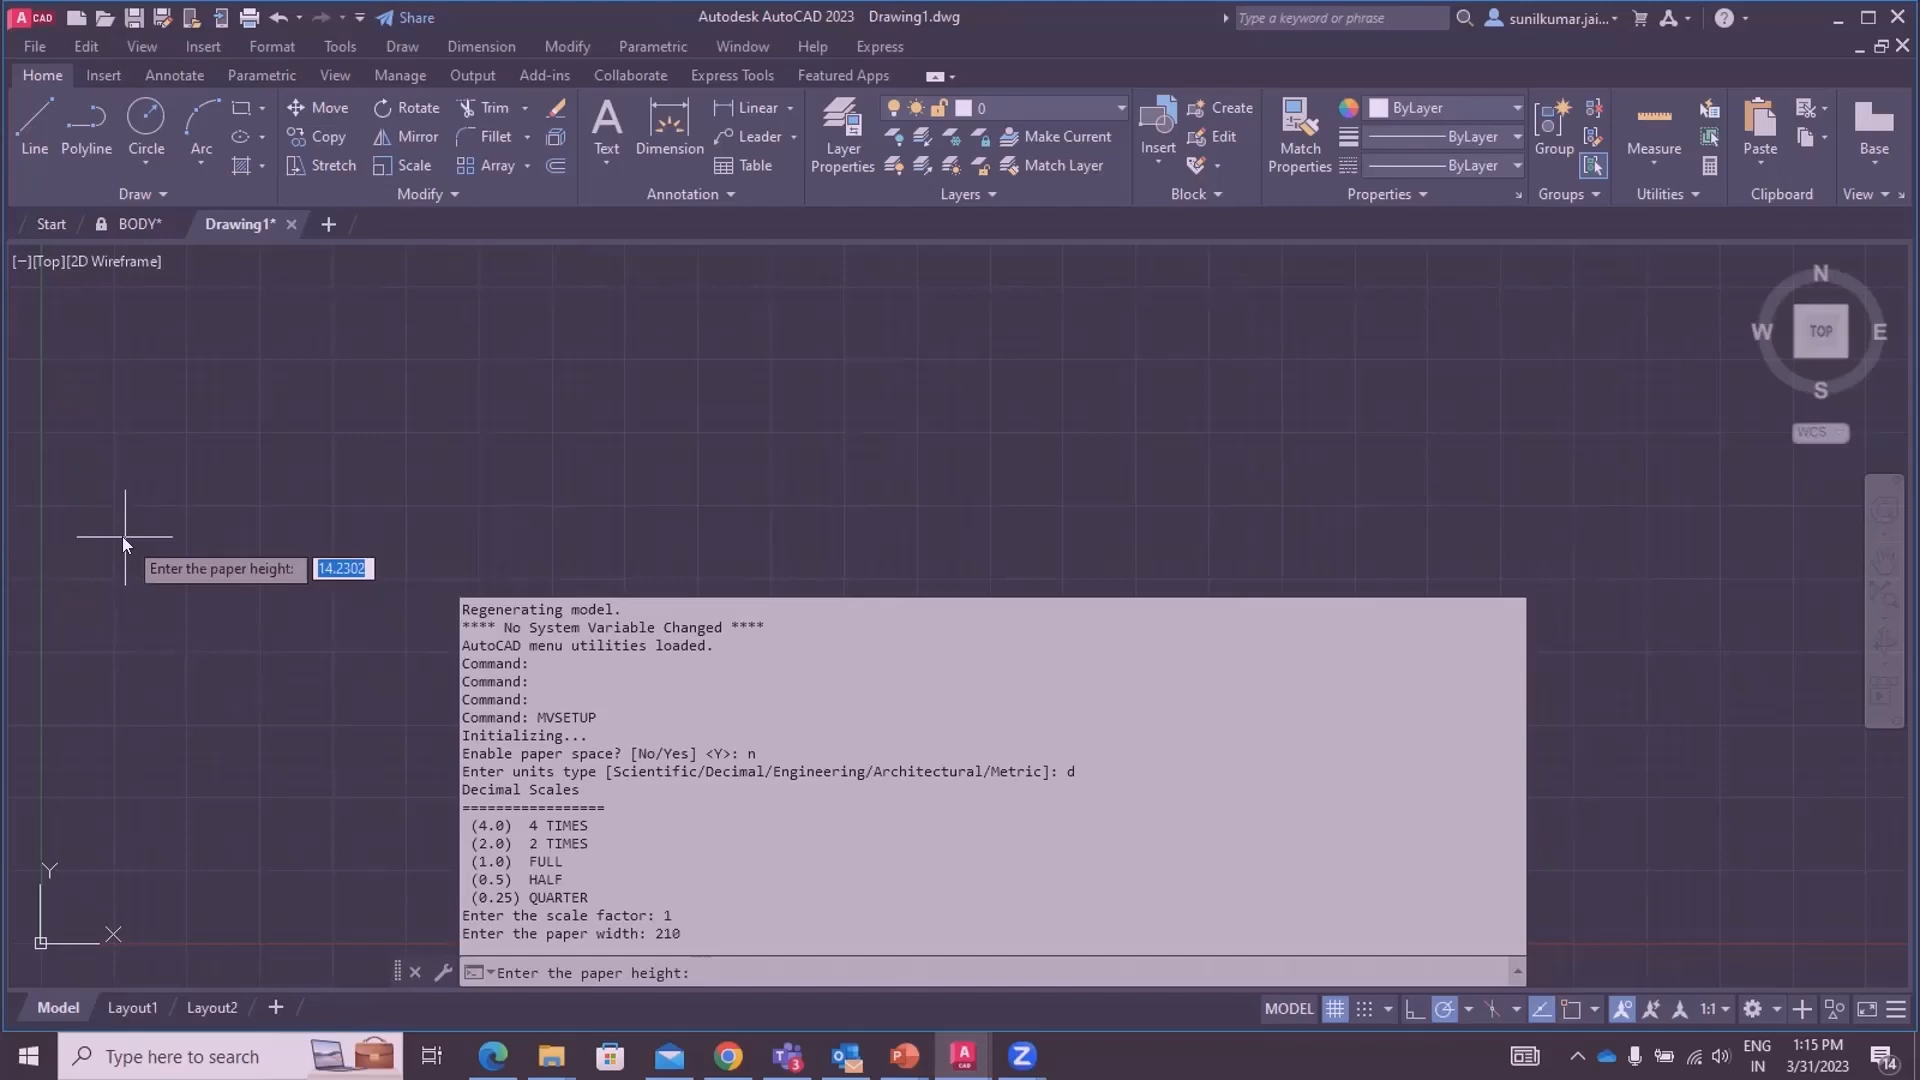 A CAD
Share
Autodesk AutoCAD 2023 Drawing1.dwg
Type a keyword or phrase
sunilkumar.jai...
File Edit View Insert Format Tools Draw Dimension Modify Parametric Window Help Express
Home Insert Annotate Parametric View Manage Output Add-ins Collaborate Express Tools Featured Apps
Line
Polyline
Circle
Arc
Draw
Move Rotate Trim
Copy Mirror Fillet
Stretch Scale Array
Modify
Text
Dimension
Linear
Leader
Table
Annotation
Layer
Properties
0
Make Current
Match Layer
Layers
Insert
Create
Edit
Block
Match
Properties
ByLayer
ByLayer
ByLayer
Properties
Group
Groups
Measure
Utilities
Paste
Clipboard
Base
View
Start BODY* Drawing1*
[−][Top][2D Wireframe]
N
W TOP E
S
WCS
Enter the paper height: 14.2302
Regenerating model.
**** No System Variable Changed ****
AutoCAD menu utilities loaded.
Command:
Command:
Command:
Command: MVSETUP
Initializing...
Enable paper space? [No/Yes] <Y>: n
Enter units type [Scientific/Decimal/Engineering/Architectural/Metric]: d
Decimal Scales
=================
(4.0) 4 TIMES
(2.0) 2 TIMES
(1.0) FULL
(0.5) HALF
(0.25) QUARTER
Enter the scale factor: 1
Enter the paper width: 210
Enter the paper height:
Y
X
Model Layout1 Layout2
MODEL 1:1
Type here to search
3
A CAD
Z
ENG
IN
1:15 PM
3/31/2023
14